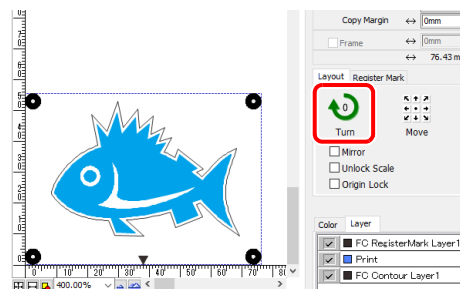 Copy Margin ↔ 0mm
Frame ↔ 0mm
↔ 76.43 m
Layout Register Mark
0
Turn Move
Mirror
Unlock Scale
Origin Lock
Color Layer
FC RegisterMark Layer1
Print
FC Contour Layer1
0 10 20 30 40 50 60 70 8
400.00%